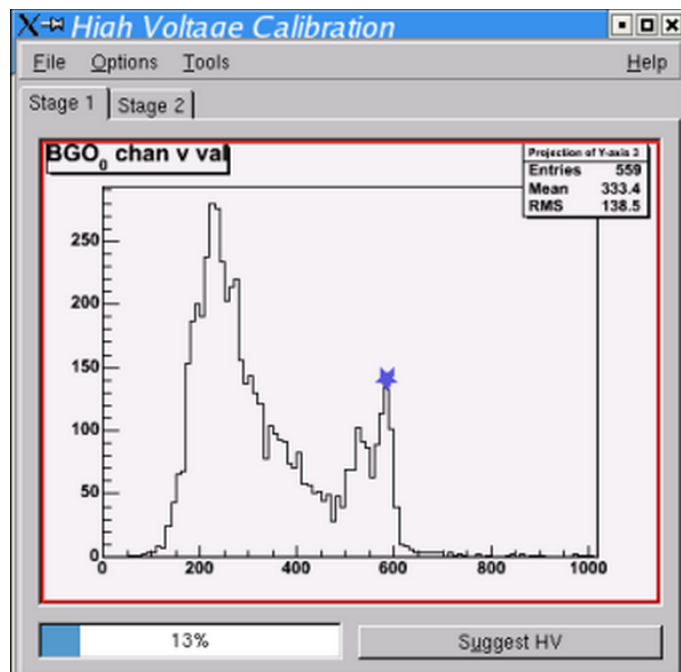 High Voltage Calibration
File Options Tools Help
Stage 1 Stage 2
BGO₀ chan v val
Projection of Y-axis 3
Entries 559
Mean 333.4
RMS 138.5
250
200
150
100
50
0
0 200 400 600 800 1000
13% Suggest HV